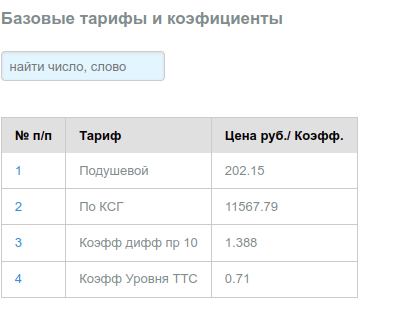 Базовые тарифы и коэфициенты
найти число, слово
№ п/п Тариф Цена руб./ Коэфф.
1 Подушевой 202.15
2 По КСГ 11567.79
3 Коэфф дифф пр 10 1.388
4 Коэфф Уровня ТТС 0.71